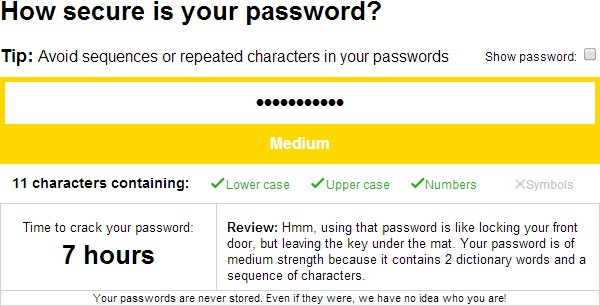 How secure is your password?
Tip: Avoid sequences or repeated characters in your passwords Show password:
•••••••••••
Medium
11 characters containing: ✓Lower case ✓Upper case ✓Numbers ✕Symbols
Time to crack your password:
7 hours
Review: Hmm, using that password is like locking your front
door, but leaving the key under the mat. Your password is of
medium strength because it contains 2 dictionary words and a
sequence of characters.
Your passwords are never stored. Even if they were, we have no idea who you are!